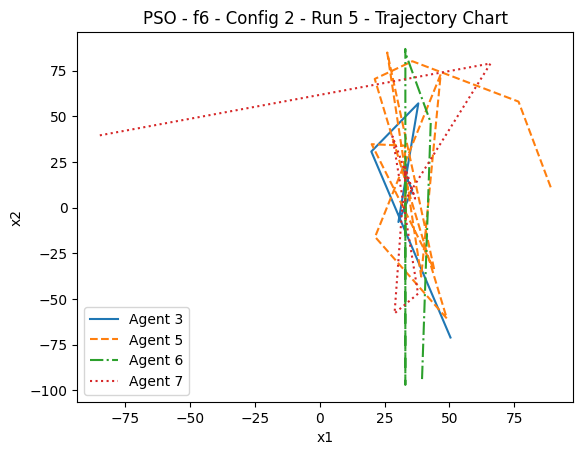 PSO - f6 - Config 2 - Run 5 - Trajectory Chart
x2
75
50
25
0
−25
−50
−75
−100
Agent 3
Agent 5
Agent 6
Agent 7
−75
−50
−25
0
25
50
75
x1